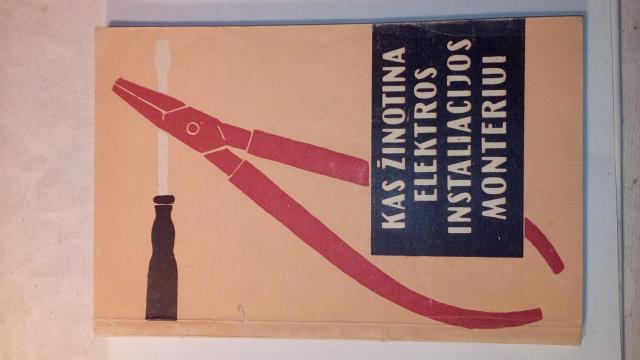 KAS ŽINOTINA
ELEKTROS
INSTALIACIJOS
MONTERIUI